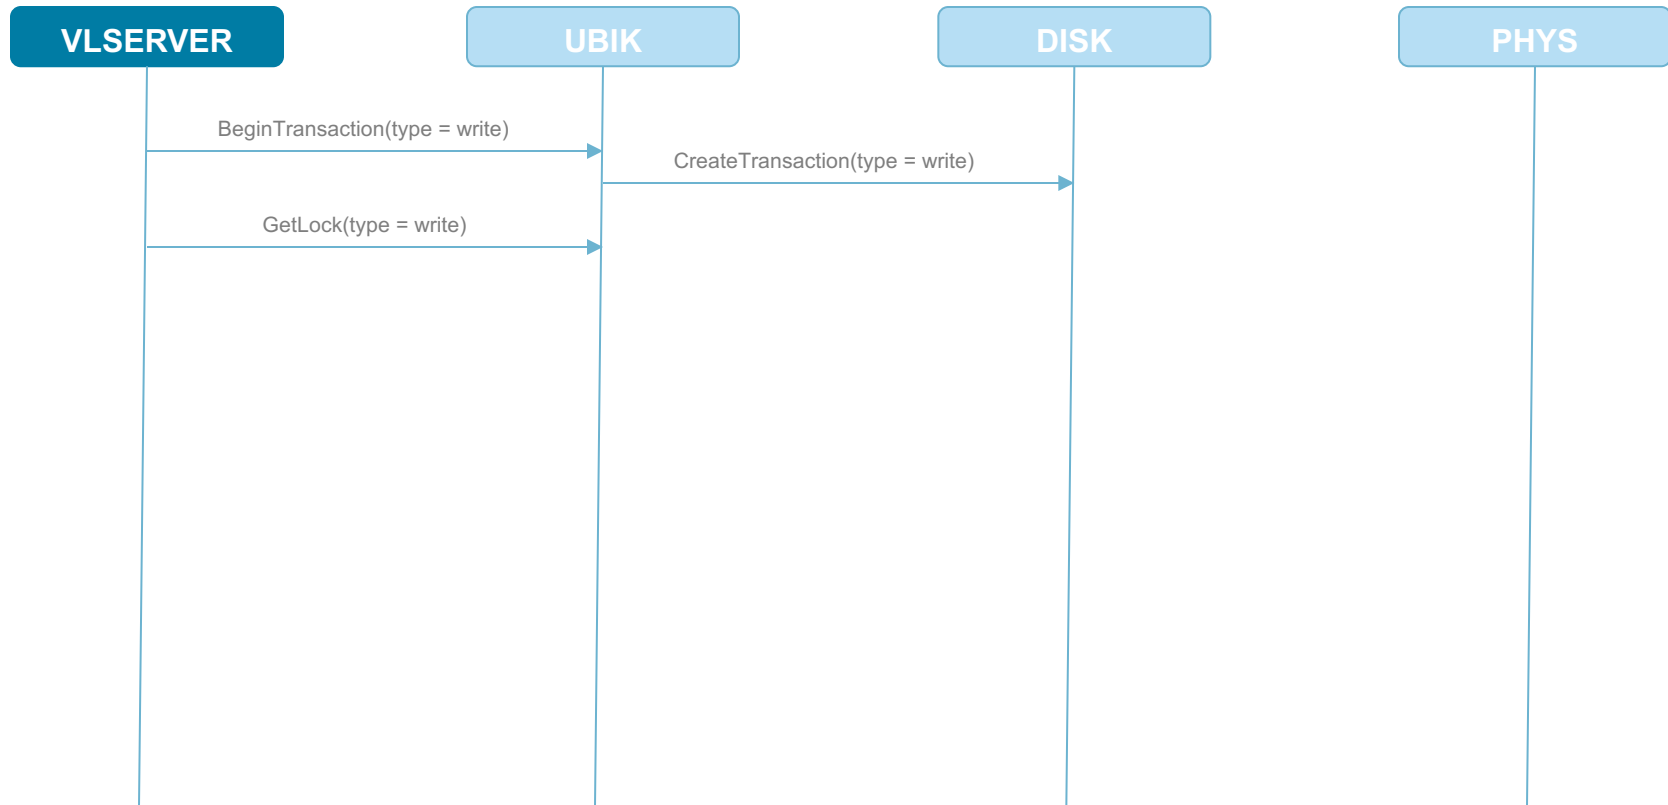 VLSERVER
UBIK
DISK
PHYS
BeginTransaction(type = write)
CreateTransaction(type = write)
GetLock(type = write)